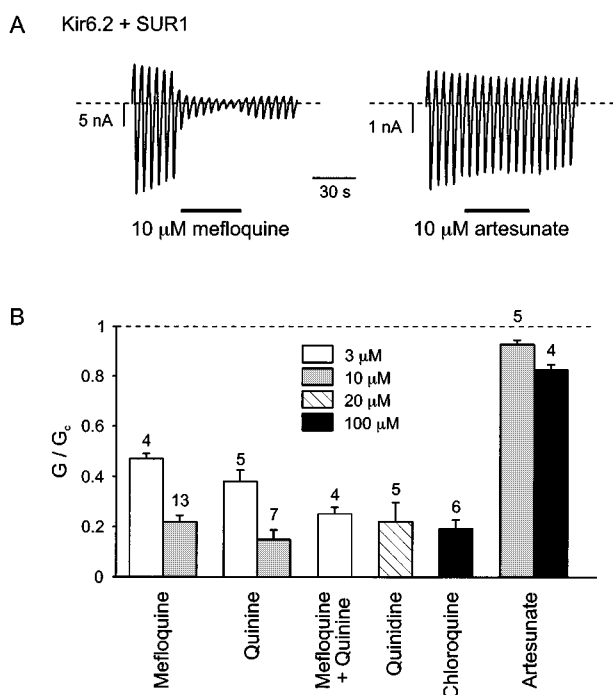 A Kir6.2 + SUR1
5 nA
1 nA
30 s
10 µM mefloquine
10 µM artesunate
B
G / Gc
1
0.8
0.6
0.4
0.2
0
3 µM
10 µM
20 µM
100 µM
4
13
5
7
4
5
6
5
4
Mefloquine
Quinine
Mefloquine
+ Quinine
Quinidine
Chloroquine
Artesunate